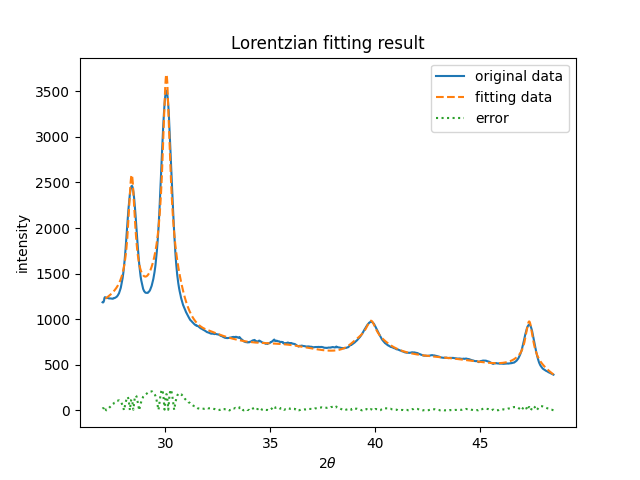 Lorentzian fitting result
original data
fitting data
error
intensity
3500
3000
2500
2000
1500
1000
500
0
30
35
40
45
2θ